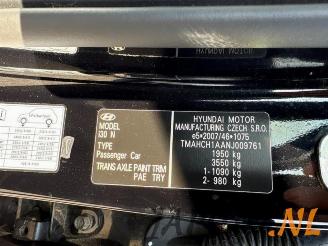 HYUNDAI MOTOR
MANUFACTURING CZECH S.R.O.
e5*2007/46*1075
TMAHCH1AANJ009761
1950 kg
3550 kg
1-1090 kg
2- 980 kg
MODEL
i30 N
TYPE
Passenger Car
TRANS AXLE PAINT TRIM
PAE TRY
.NL